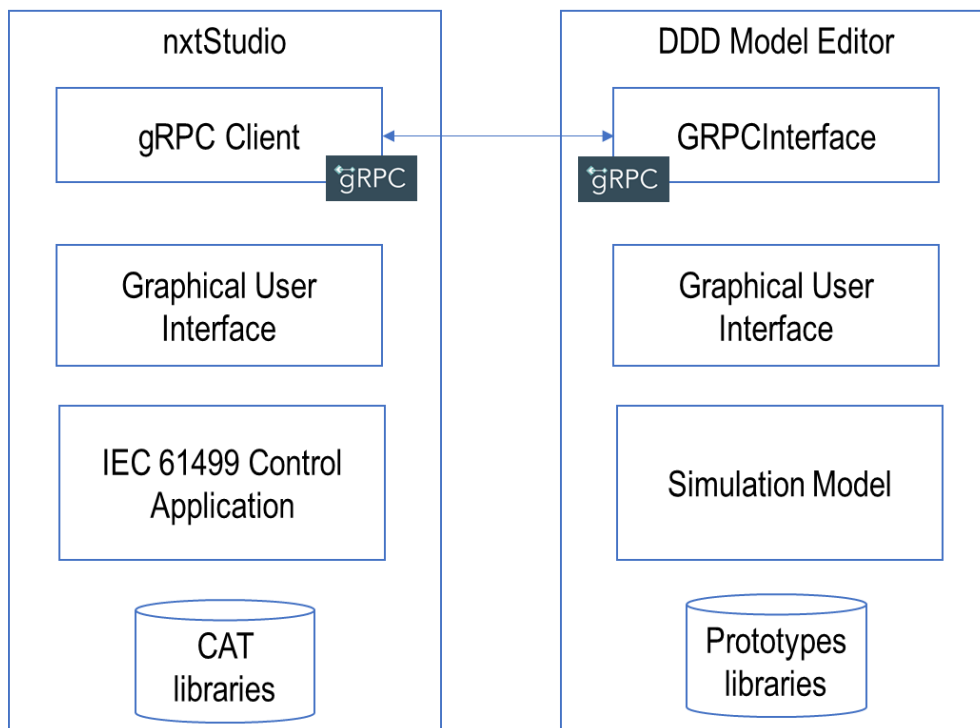 nxtStudio
gRPC Client
gRPC
Graphical User
Interface
IEC 61499 Control
Application
CAT
libraries
DDD Model Editor
GRPCInterface
gRPC
Graphical User
Interface
Simulation Model
Prototypes
libraries